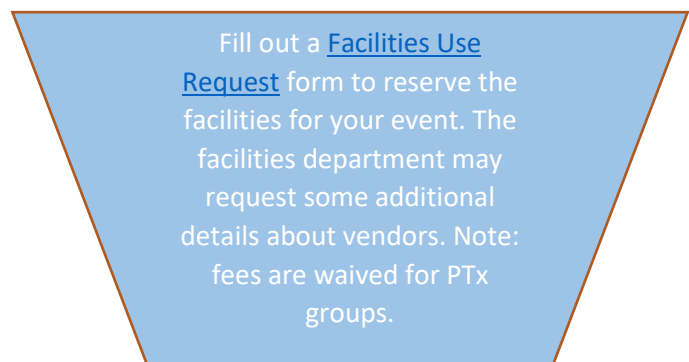 Fill out a Facilities Use
Request form to reserve the
facilities for your event. The
facilities department may
request some additional
details about vendors. Note:
fees are waived for PTx
groups.